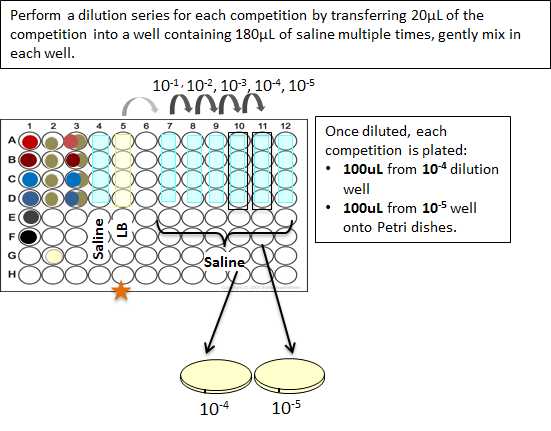 Perform a dilution series for each competition by transferring 20µL of the
competition into a well containing 180µL of saline multiple times, gently mix in
each well.
10-1, 10-2, 10-3, 10-4, 10-5
1 2 3 4 5 6 7 8 9 10 11 12
A
B
C
D
E
F
G
H
Saline
LB
Saline
Once diluted, each
competition is plated:
• 100uL from 10-4 dilution
well
• 100uL from 10-5 well
onto Petri dishes.
10-4
10-5